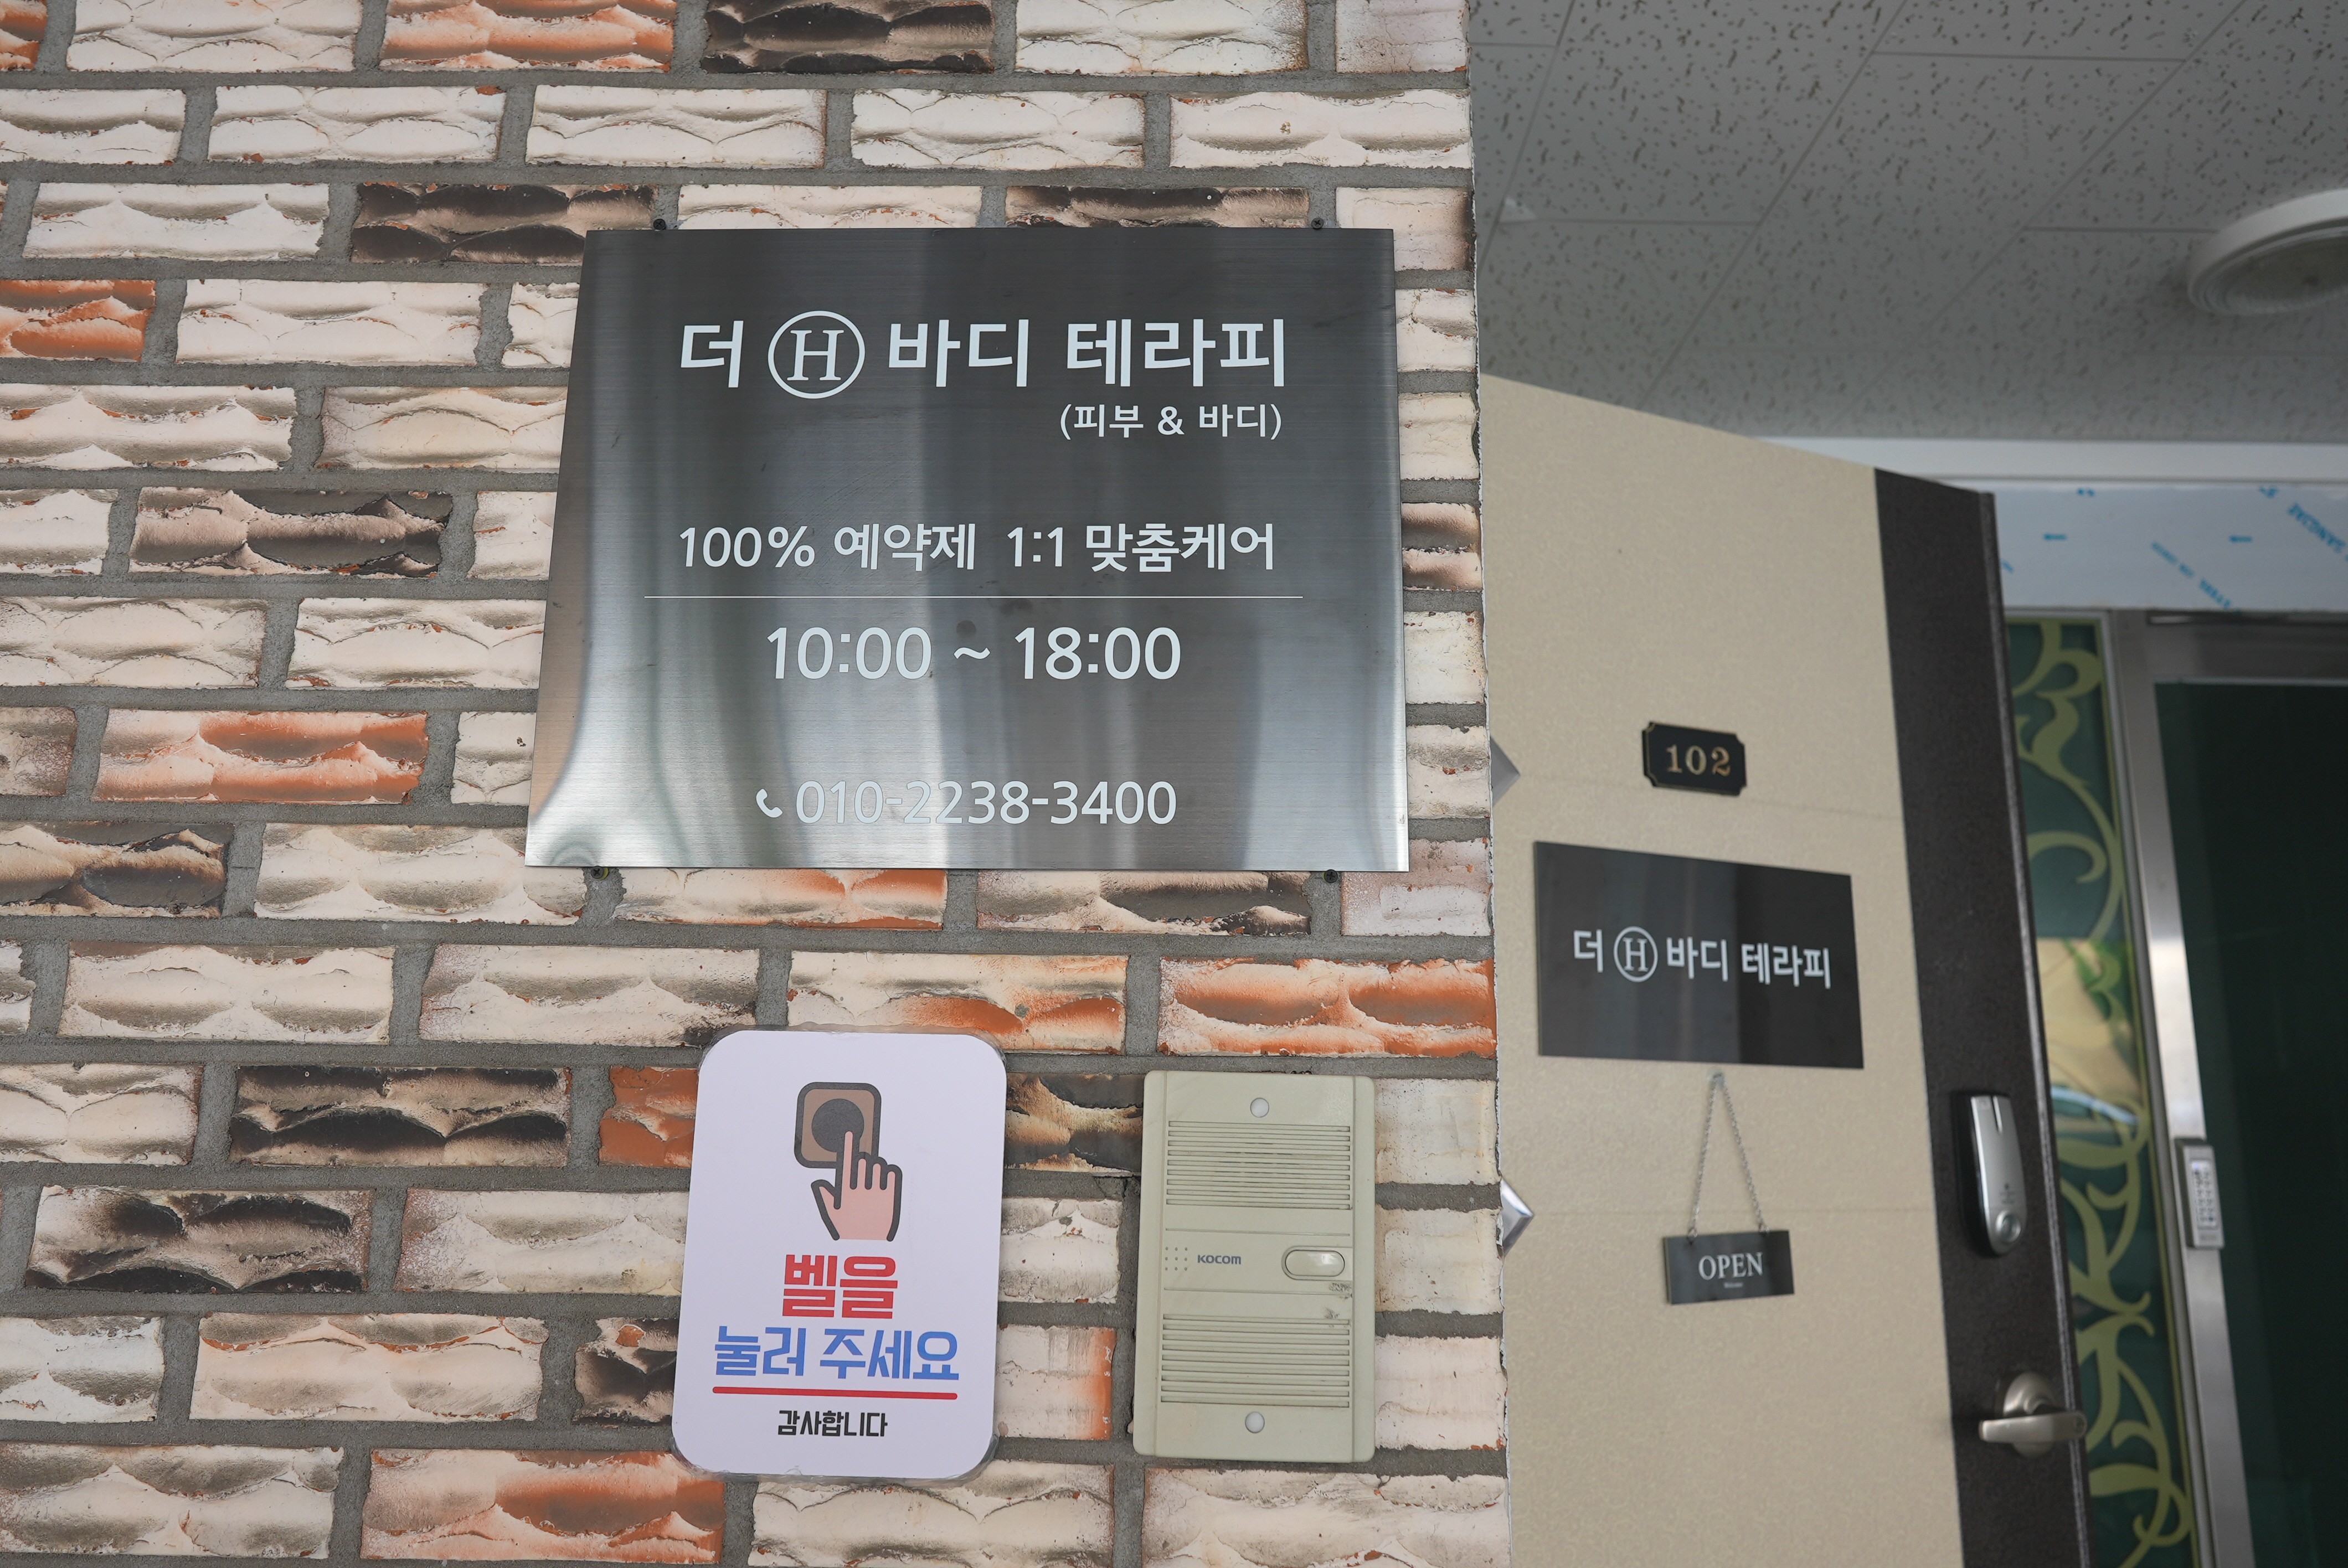 더 H 바디 테라피
(피부 & 바디)
100% 예약제 1:1 맞춤케어
10:00 ~ 18:00
010-2238-3400
벨을
눌러 주세요
감사합니다
KOCOM
102
더 H 바디 테라피
OPEN